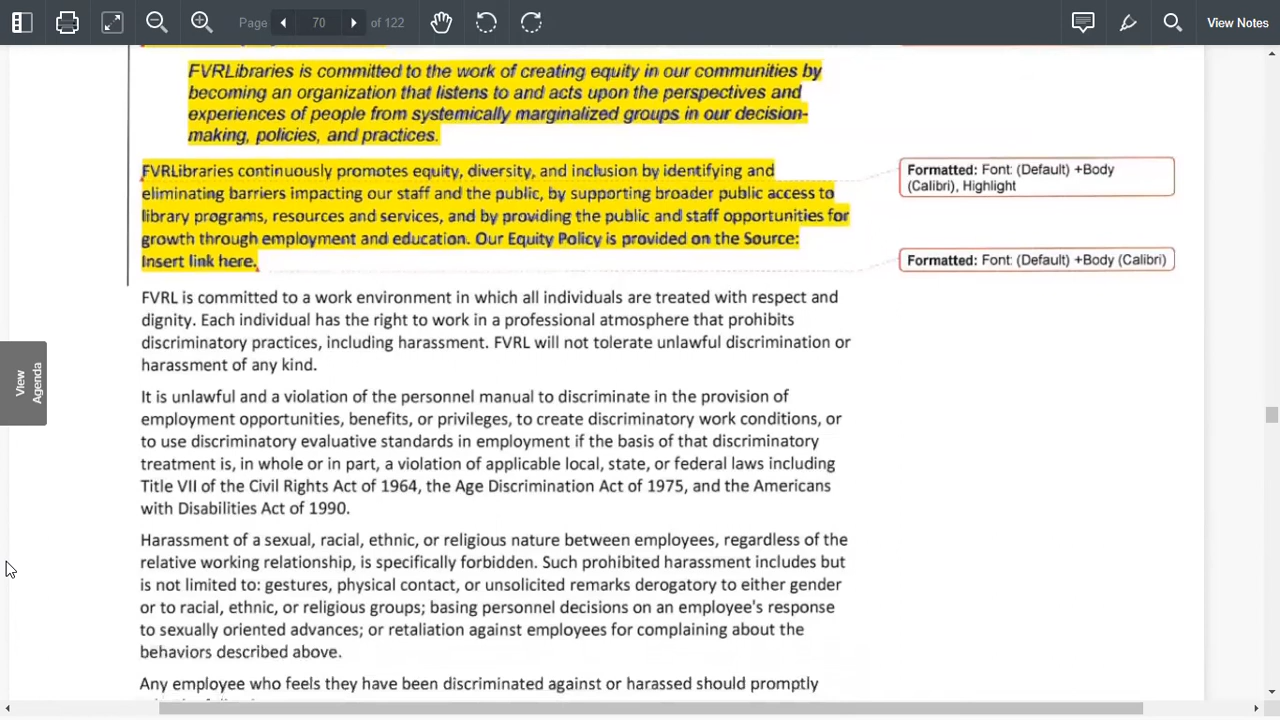 Page 70 of 122 View Notes
FVRLibraries is committed to the work of creating equity in our communities by
becoming an organization that listens to and acts upon the perspectives and
experiences of people from systemically marginalized groups in our decision-
making, policies, and practices.
FVRLibraries continuously promotes equity, diversity, and inclusion by identifying and
eliminating barriers impacting our staff and the public, by supporting broader public access to
library programs, resources and services, and by providing the public and staff opportunities for
growth through employment and education. Our Equity Policy is provided on the Source:
Insert link here.
Formatted: Font: (Default) +Body
(Calibri), Highlight
Formatted: Font: (Default) +Body (Calibri)
FVRL is committed to a work environment in which all individuals are treated with respect and
dignity. Each individual has the right to work in a professional atmosphere that prohibits
discriminatory practices, including harassment. FVRL will not tolerate unlawful discrimination or
harassment of any kind.
View
Agenda
It is unlawful and a violation of the personnel manual to discriminate in the provision of
employment opportunities, benefits, or privileges, to create discriminatory work conditions, or
to use discriminatory evaluative standards in employment if the basis of that discriminatory
treatment is, in whole or in part, a violation of applicable local, state, or federal laws including
Title VII of the Civil Rights Act of 1964, the Age Discrimination Act of 1975, and the Americans
with Disabilities Act of 1990.
Harassment of a sexual, racial, ethnic, or religious nature between employees, regardless of the
relative working relationship, is specifically forbidden. Such prohibited harassment includes but
is not limited to: gestures, physical contact, or unsolicited remarks derogatory to either gender
or to racial, ethnic, or religious groups; basing personnel decisions on an employee's response
to sexually oriented advances; or retaliation against employees for complaining about the
behaviors described above.
Any employee who feels they have been discriminated against or harassed should promptly